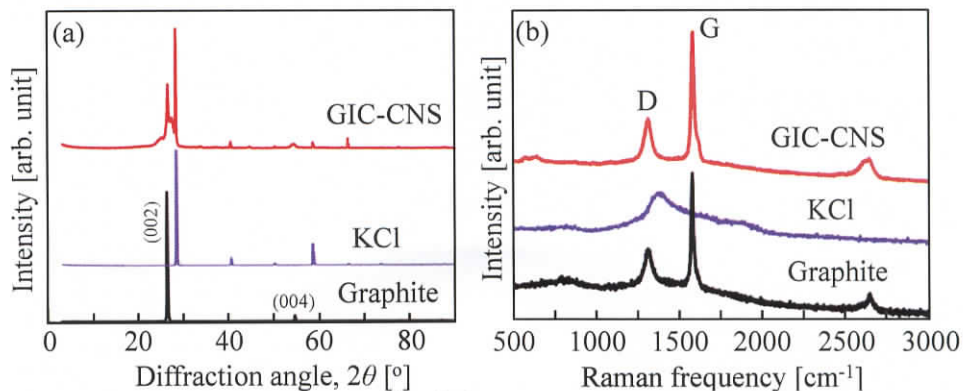 (a)
Intensity [arb. unit]
GIC-CNS
(002)
KCl
(004)
Graphite
0 20 40 60 80
Diffraction angle, 2θ [°]
(b)
Intensity [arb. unit]
G
D
GIC-CNS
KCl
Graphite
500 1000 1500 2000 2500 3000
Raman frequency [cm⁻¹]